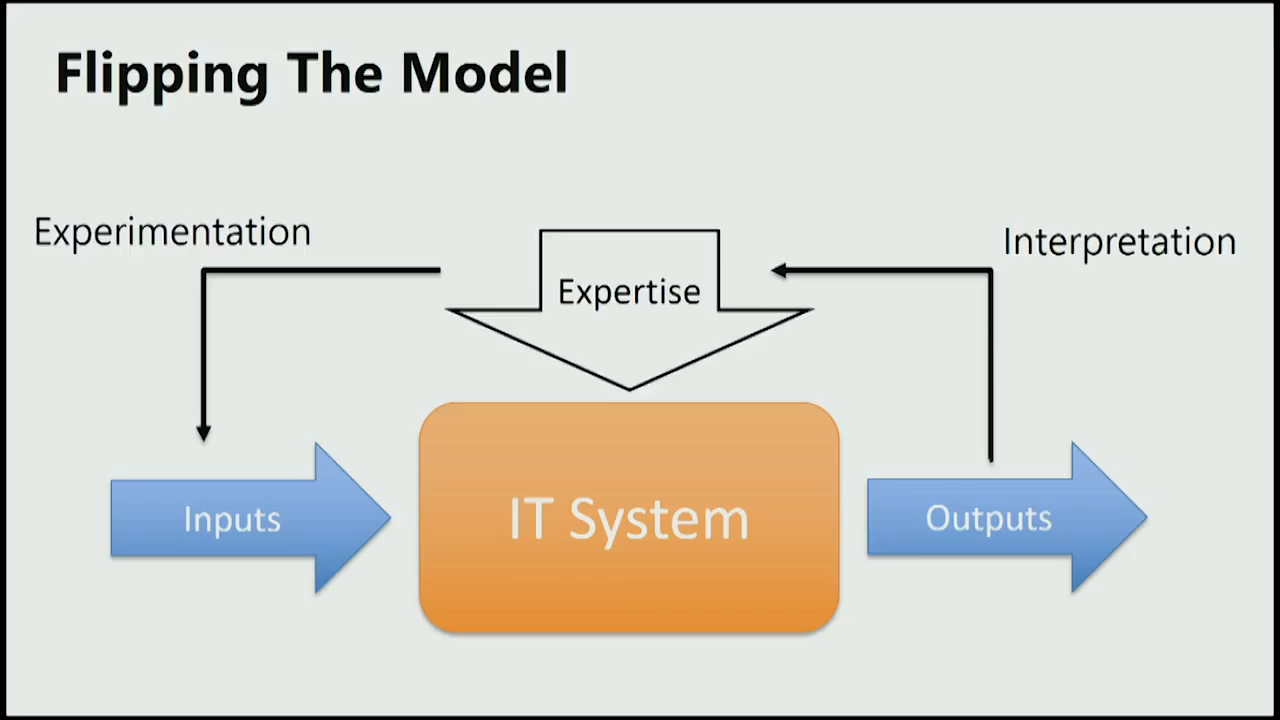 Flipping The Model
Experimentation
Interpretation
Expertise
Inputs
IT System
Outputs